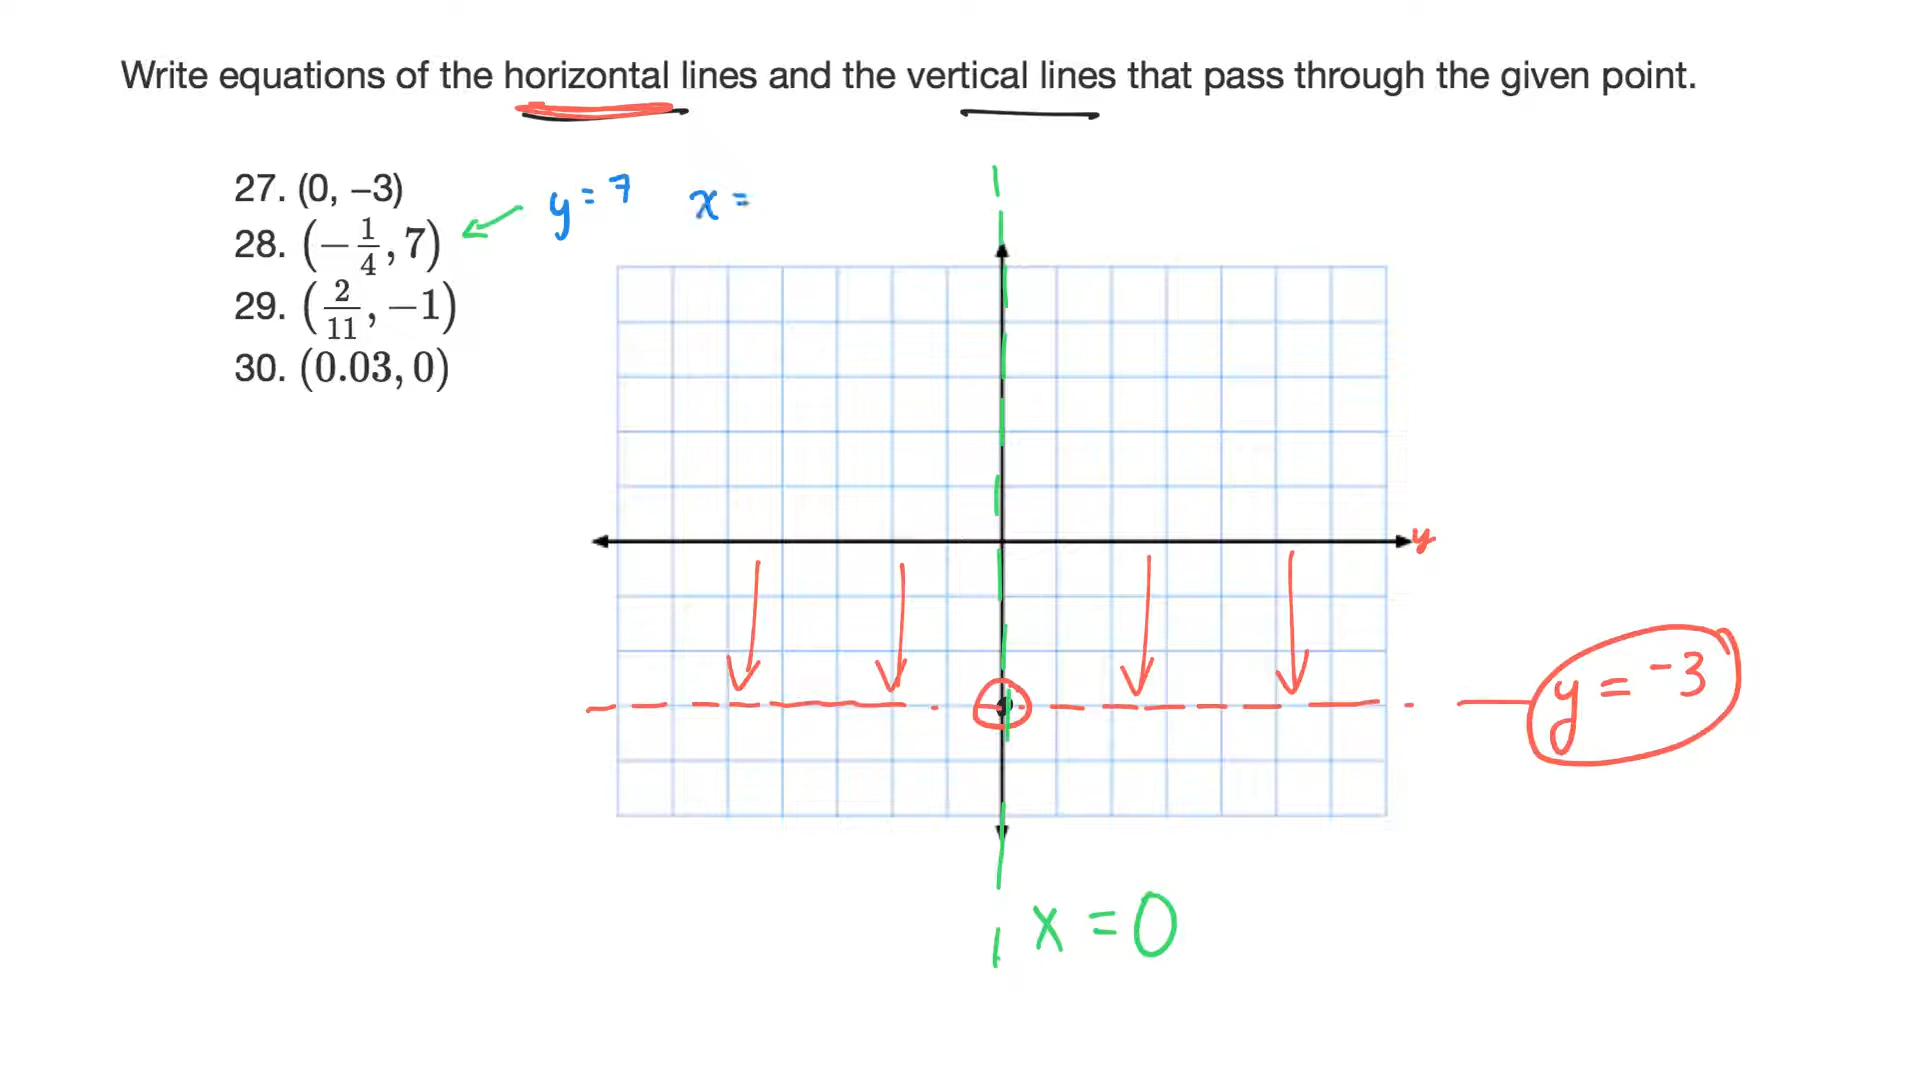 Write equations of the horizontal lines and the vertical lines that pass through the given point.
27. (0, −3)
y = 7 x =
28. (−1/4, 7)
29. (2/11, −1)
30. (0.03, 0)
y
y = -3
x = 0